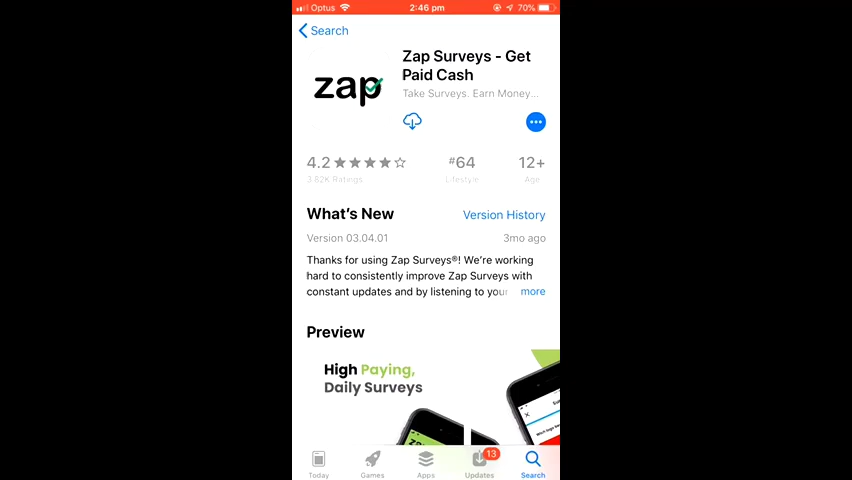 Optus 2:46 pm 70%
Search
Zap Surveys - Get
Paid Cash
zap
Take Surveys. Earn Money...
4.2 #64 12+
3.82K Ratings Lifestyle Age
What's New Version History
Version 03.04.01 3mo ago
Thanks for using Zap Surveys®! We're working
hard to consistently improve Zap Surveys with
constant updates and by listening to your more
Preview
High Paying,
Daily Surveys
13
Today Games Apps Updates Search